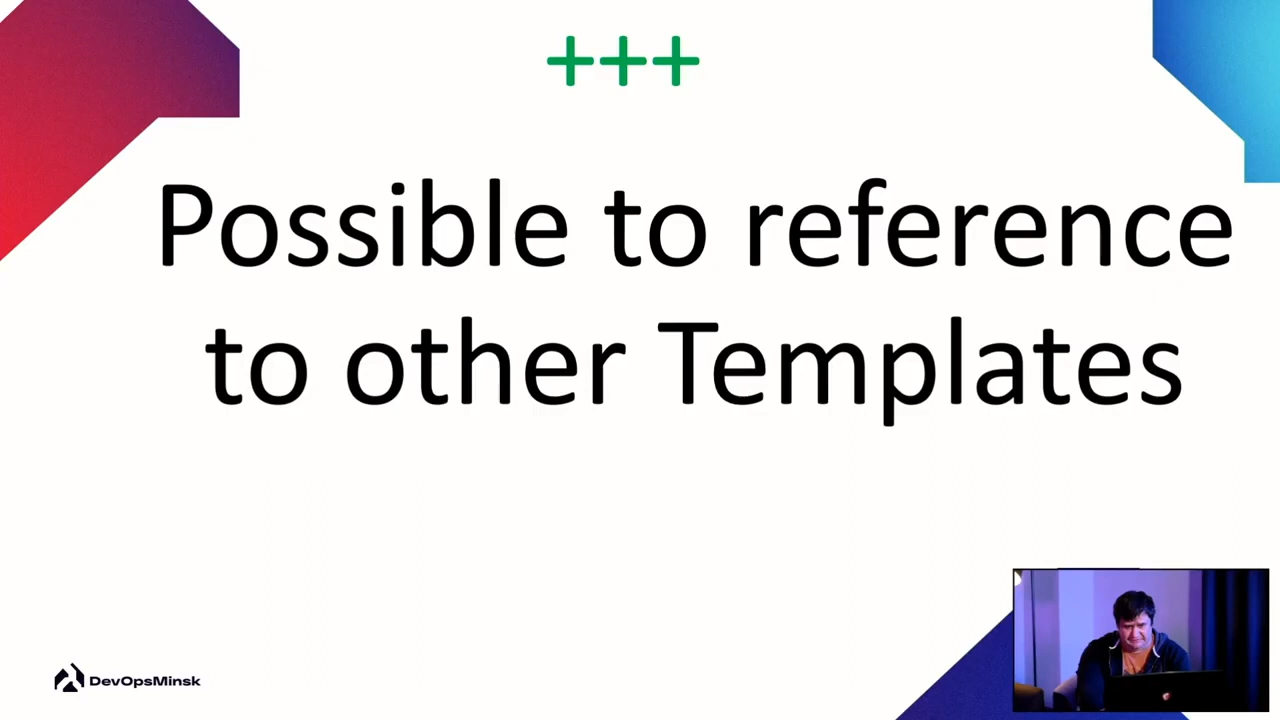 +++
Possible to reference
to other Templates
DevOpsMinsk